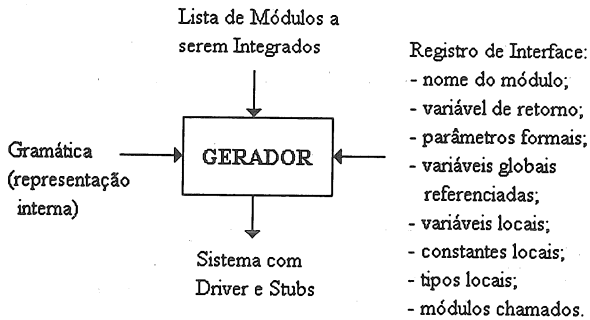 Lista de Módulos a
serem Integrados
Gramática
(representação
interna)
GERADOR
Registro de Interface:
- nome do módulo;
- variável de retorno;
- parâmetros formais;
- variáveis globais
referenciadas;
- variáveis locais;
- constantes locais;
- tipos locais;
- módulos chamados.
Sistema com
Driver e Stubs